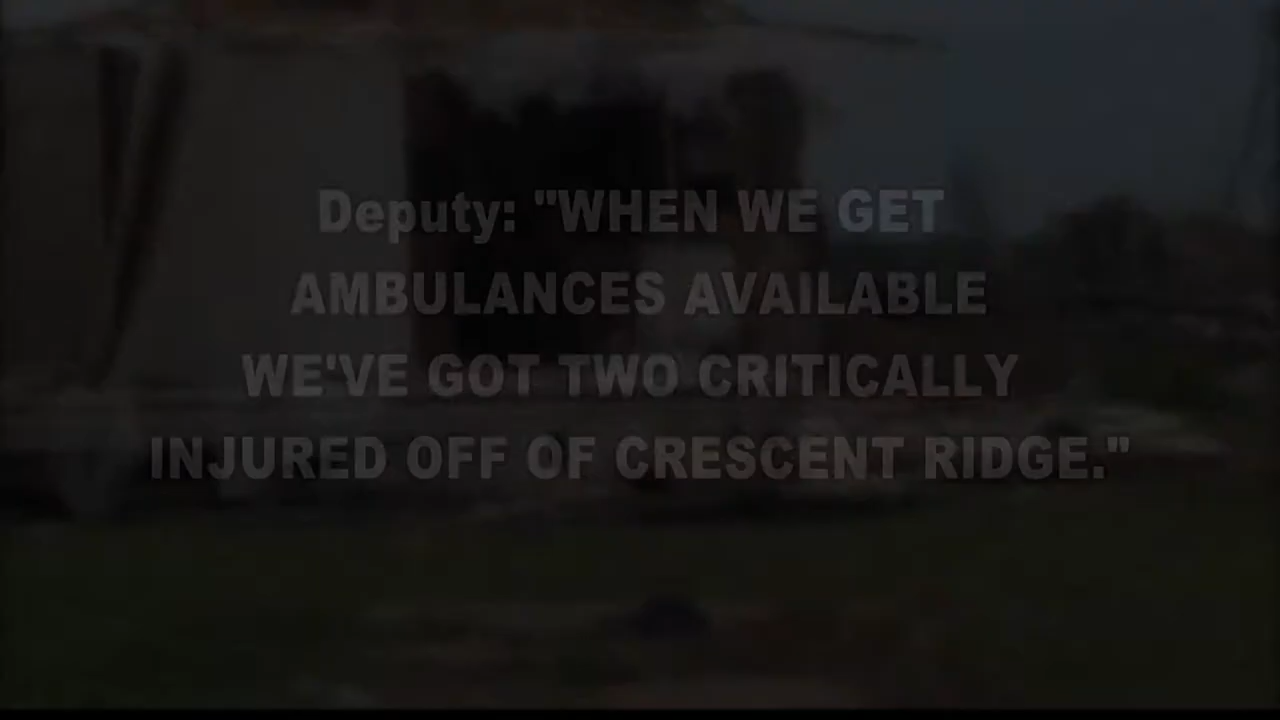 Deputy: "WHEN WE GET
AMBULANCES AVAILABLE
WE'VE GOT TWO CRITICALLY
INJURED OFF OF CRESCENT RIDGE."